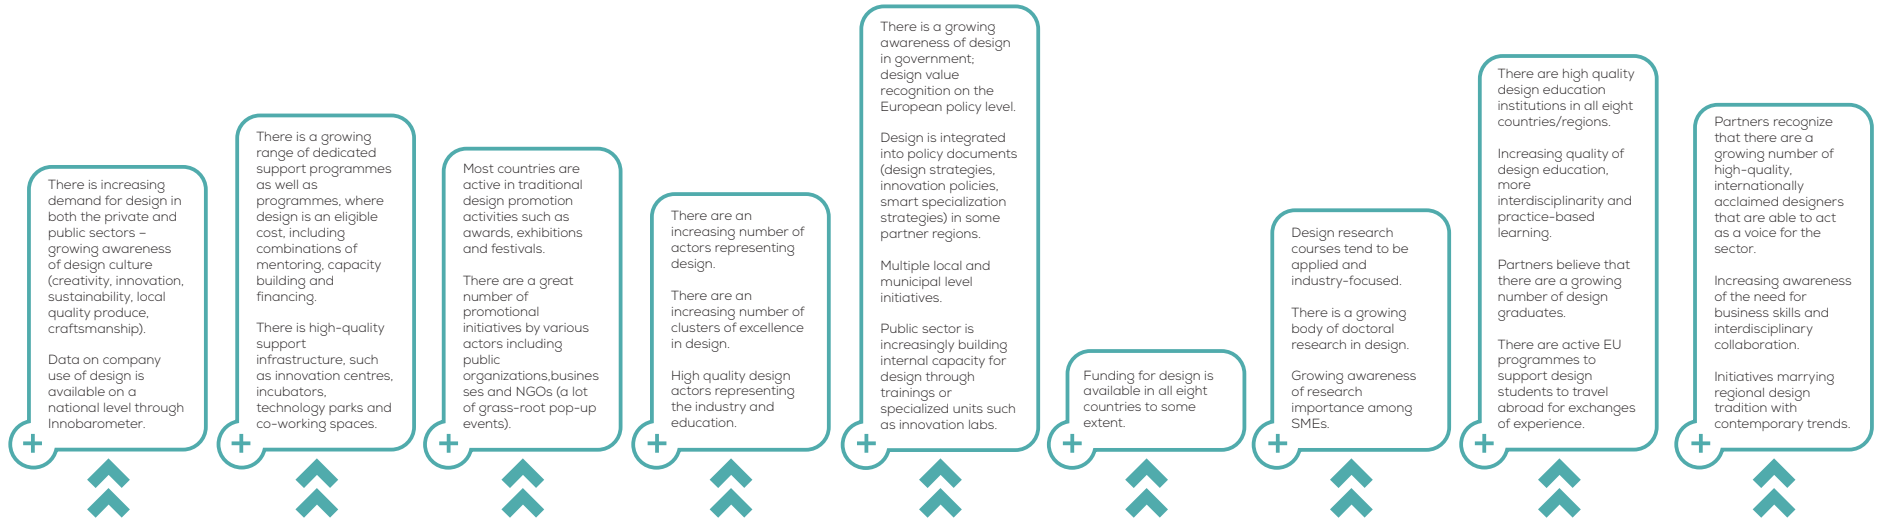 There is increasing
demand for design in
both the private and
public sectors –
growing awareness
of design culture
(creativity, innovation,
sustainability, local
quality produce,
craftsmanship).
Data on company
use of design is
available on a
national level through
Innobarometer.
There is a growing
range of dedicated
support programmes
as well as
programmes, where
design is an eligible
cost, including
combinations of
mentoring, capacity
building and
financing.
There is high-quality
support
infrastructure, such
as innovation centres,
incubators,
technology parks and
co-working spaces.
Most countries are
active in traditional
design promotion
activities such as
awards, exhibitions
and festivals.
There are a great
number of
promotional
initiatives by various
actors including
public
organizations,busines
ses and NGOs (a lot
of grass-root pop-up
events).
There are an
increasing number of
actors representing
design.
There are an
increasing number of
clusters of excellence
in design.
High quality design
actors representing
the industry and
education.
There is a growing
awareness of design
in government;
design value
recognition on the
European policy level.
Design is integrated
into policy documents
(design strategies,
innovation policies,
smart specialization
strategies) in some
partner regions.
Multiple local and
municipal level
initiatives.
Public sector is
increasingly building
internal capacity for
design through
trainings or
specialized units such
as innovation labs.
Funding for design is
available in all eight
countries to some
extent.
Design research
courses tend to be
applied and
industry-focused.
There is a growing
body of doctoral
research in design.
Growing awareness
of research
importance among
SMEs.
There are high quality
design education
institutions in all eight
countries/regions.
Increasing quality of
design education,
more
interdisciplinarity and
practice-based
learning.
Partners believe that
there are a growing
number of design
graduates.
There are active EU
programmes to
support design
students to travel
abroad for exchanges
of experience.
Partners recognize
that there are a
growing number of
high-quality,
internationally
acclaimed designers
that are able to act
as a voice for the
sector.
Increasing awareness
of the need for
business skills and
interdisciplinary
collaboration.
Initiatives marrying
regional design
tradition with
contemporary trends.